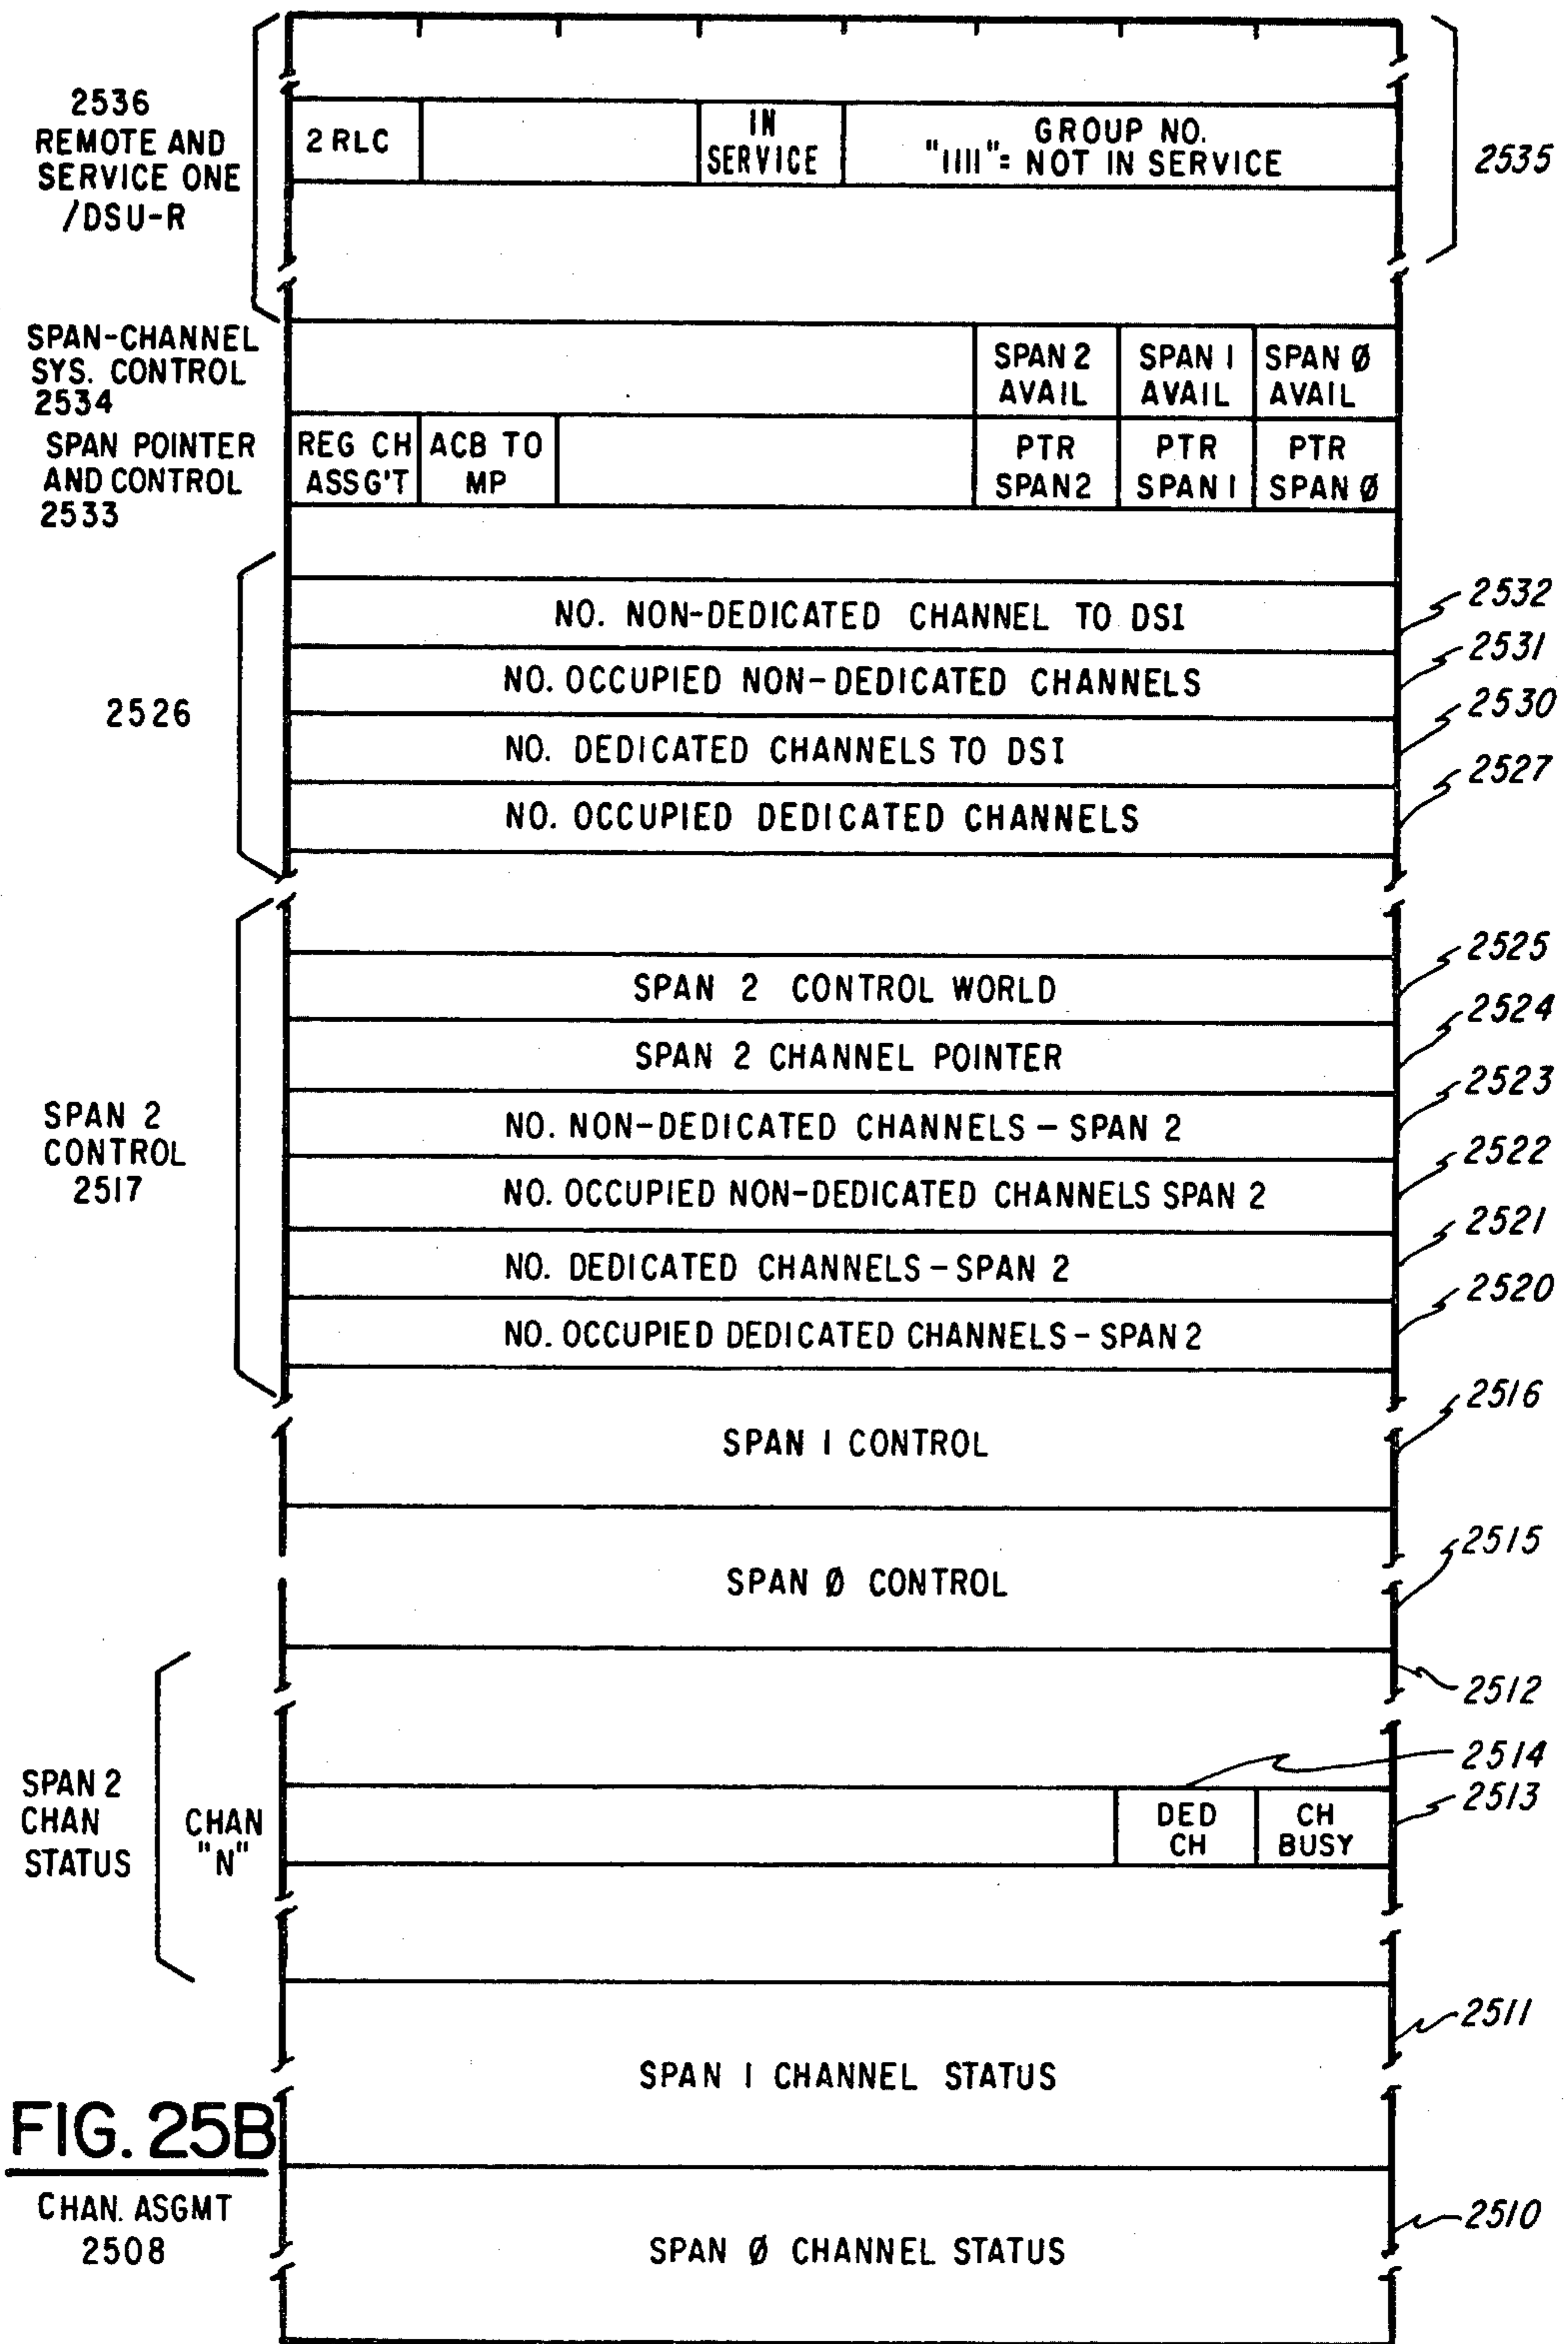 2536
REMOTE AND
SERVICE ONE
/DSU-R
2 RLC
IN
SERVICE
GROUP NO.
"1111"= NOT IN SERVICE
2535
SPAN-CHANNEL
SYS. CONTROL
2534
SPAN 2
AVAIL
SPAN 1
AVAIL
SPAN Ø
AVAIL
SPAN POINTER
AND CONTROL
2533
REG CH
ASSG'T
ACB TO
MP
PTR
SPAN2
PTR
SPAN 1
PTR
SPAN Ø
2526
NO. NON-DEDICATED CHANNEL TO DSI
2532
NO. OCCUPIED NON-DEDICATED CHANNELS
2531
NO. DEDICATED CHANNELS TO DSI
2530
NO. OCCUPIED DEDICATED CHANNELS
2527
SPAN 2
CONTROL
2517
SPAN 2 CONTROL WORLD
2525
SPAN 2 CHANNEL POINTER
2524
NO. NON-DEDICATED CHANNELS - SPAN 2
2523
NO. OCCUPIED NON-DEDICATED CHANNELS SPAN 2
2522
NO. DEDICATED CHANNELS - SPAN 2
2521
NO. OCCUPIED DEDICATED CHANNELS - SPAN 2
2520
SPAN 1 CONTROL
2516
SPAN Ø CONTROL
2515
2512
SPAN 2
CHAN
STATUS
CHAN
"N"
2514
DED
CH
CH
BUSY
2513
2511
SPAN 1 CHANNEL STATUS
FIG. 25B
CHAN. ASGMT
2508
SPAN Ø CHANNEL STATUS
2510